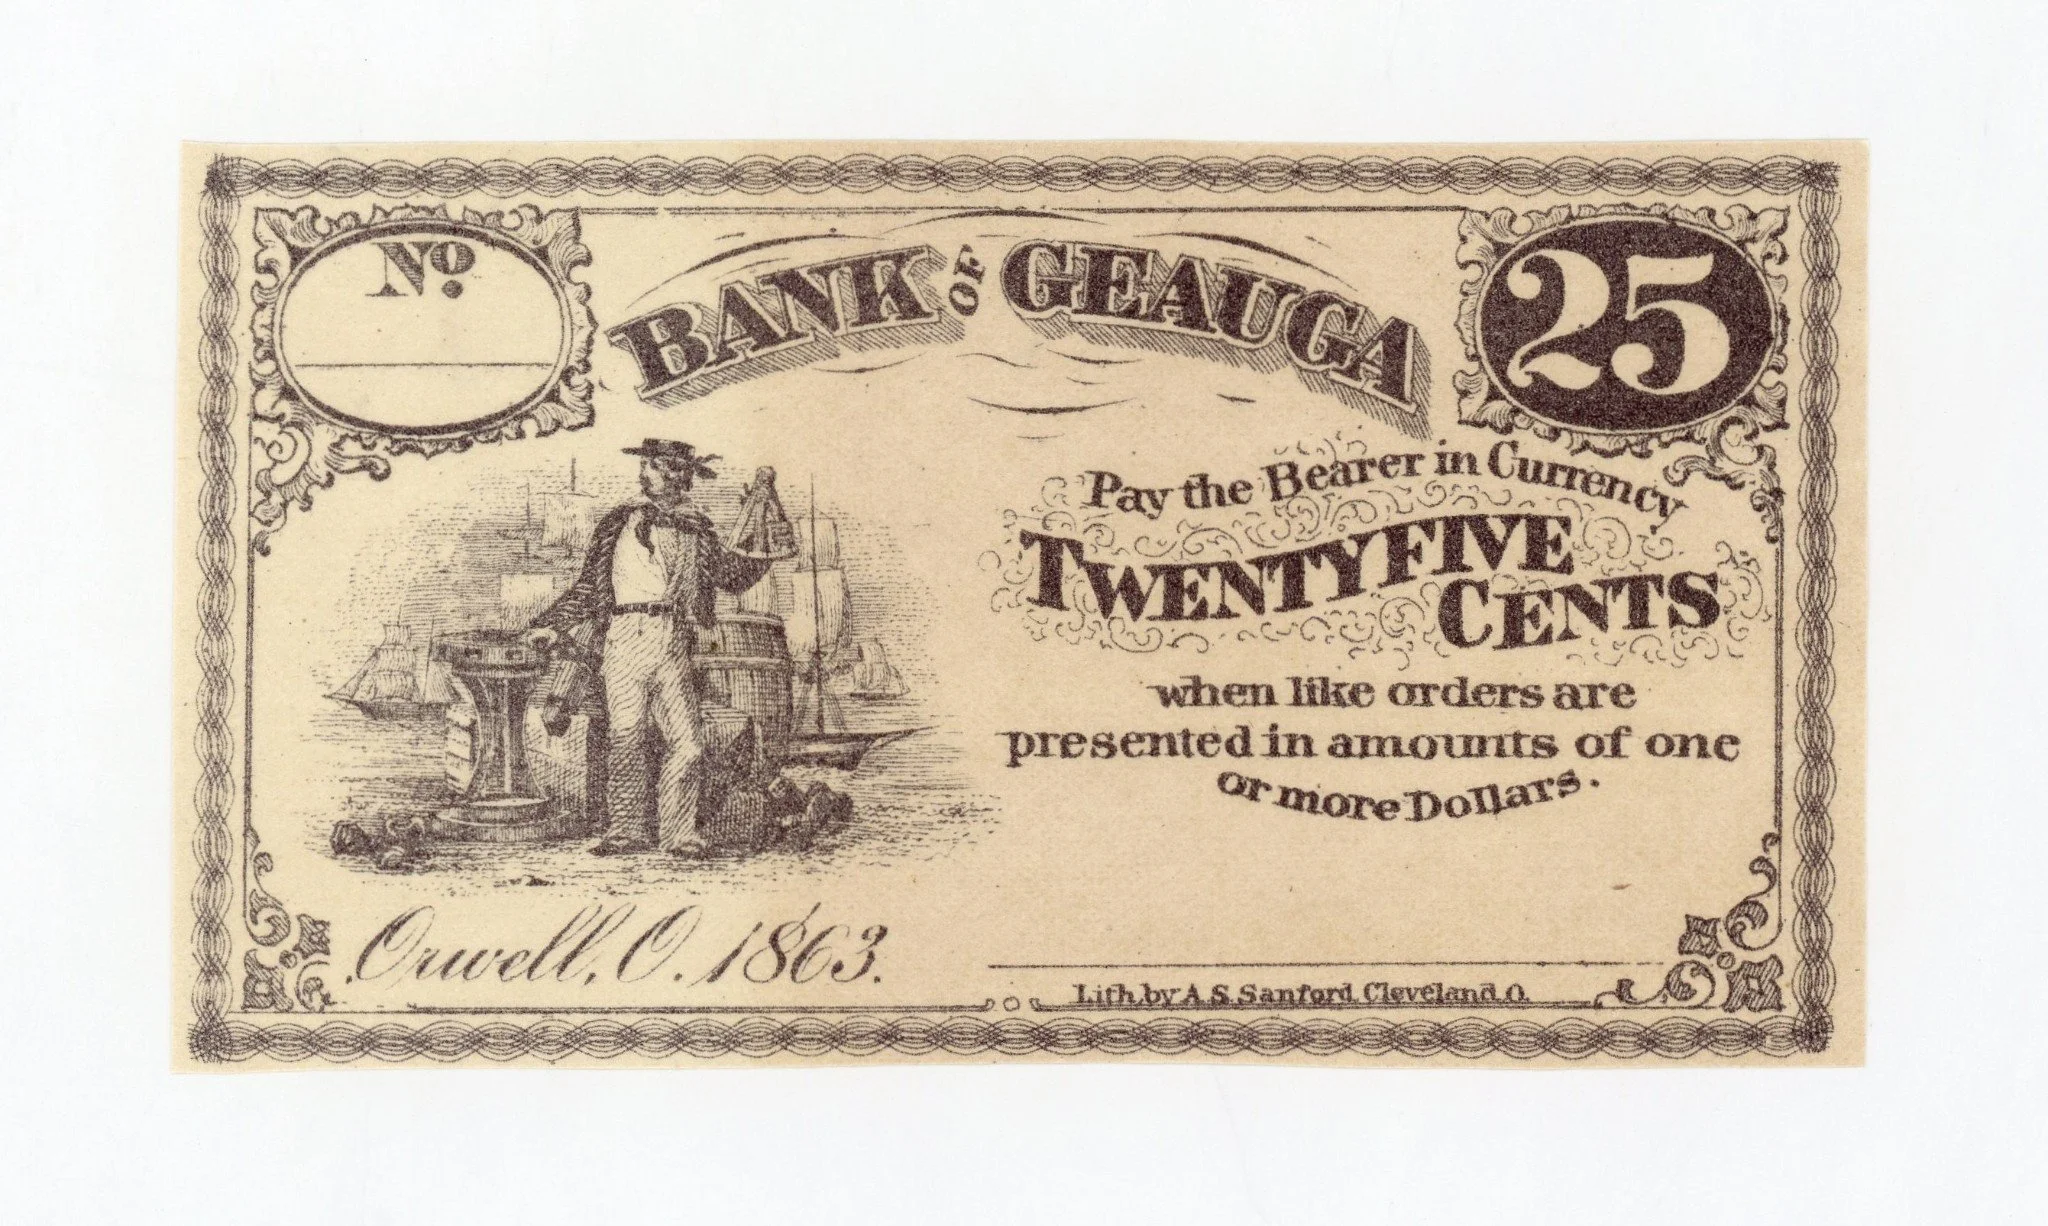 No.
BANK OF GEAUGA
25
Pay the Bearer in Currency
TWENTYFIVE
CENTS
when like orders are
presented in amounts of one
or more Dollars.
Orwell, O. 1863.
Lith. by A. S. Sanford. Cleveland. O.